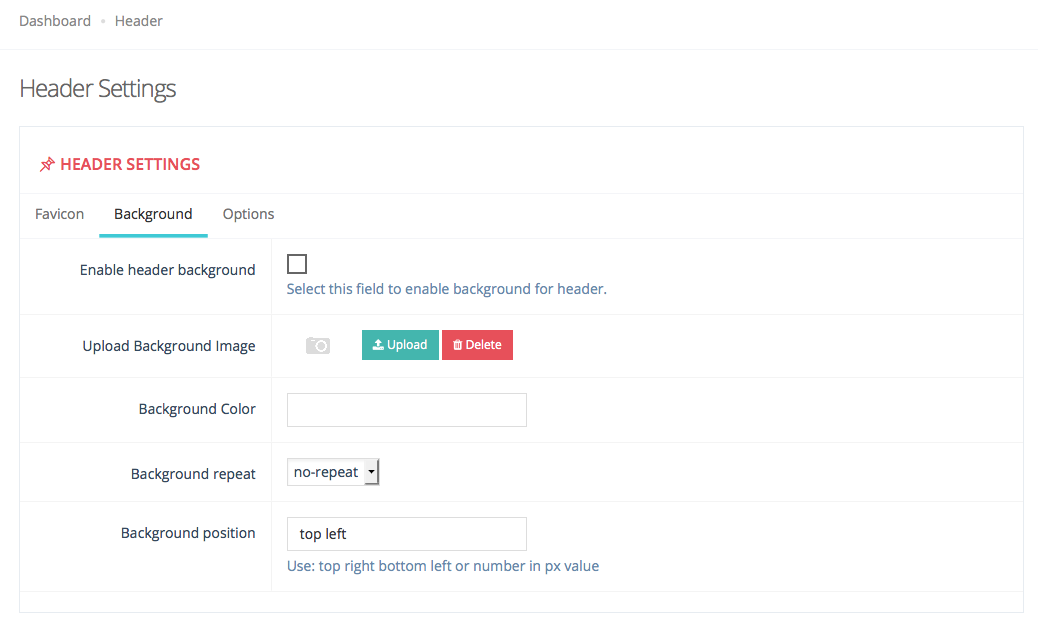 Dashboard • Header
Header Settings
HEADER SETTINGS
Favicon Background Options
Enable header background
Select this field to enable background for header.
Upload Background Image Upload Delete
Background Color
Background repeat no-repeat
Background position top left
Use: top right bottom left or number in px value